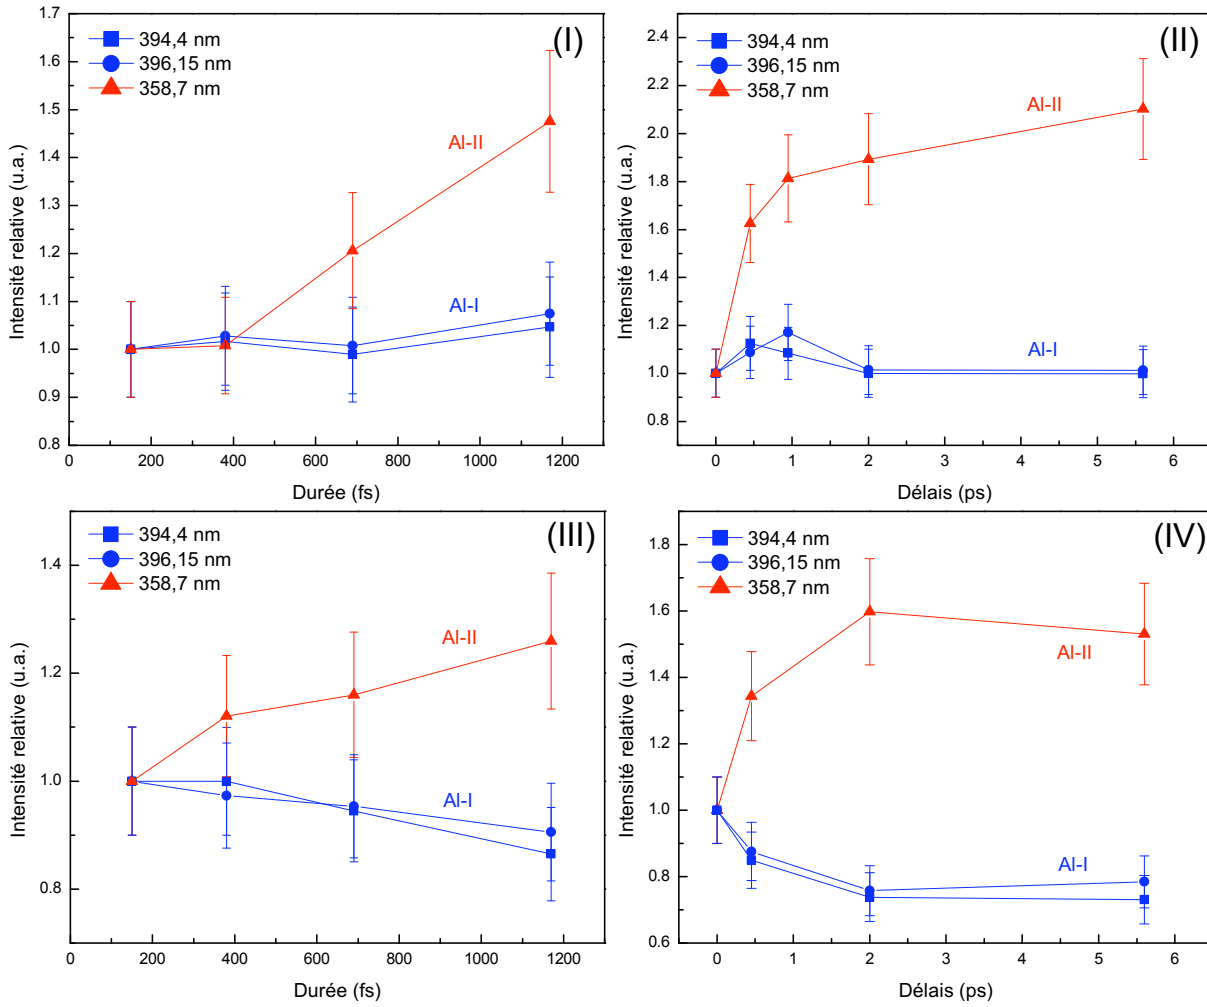 (I)
394,4 nm
396,15 nm
358,7 nm
Al-II
Al-I
Intensité relative (u.a.)
1.7
1.6
1.5
1.4
1.3
1.2
1.1
1.0
0.9
0.8
0 200 400 600 800 1000 1200
Durée (fs)
(II)
394,4 nm
396,15 nm
358,7 nm
Al-II
Al-I
Intensité relative (u.a.)
2.4
2.2
2.0
1.8
1.6
1.4
1.2
1.0
0.8
0 1 2 3 4 5 6
Délais (ps)
(III)
394,4 nm
396,15 nm
358,7 nm
Al-II
Al-I
Intensité relative (u.a.)
1.4
1.2
1.0
0.8
0 200 400 600 800 1000 1200
Durée (fs)
(IV)
394,4 nm
396,15 nm
358,7 nm
Al-II
Al-I
Intensité relative (u.a.)
1.8
1.6
1.4
1.2
1.0
0.8
0.6
0 1 2 3 4 5 6
Délais (ps)